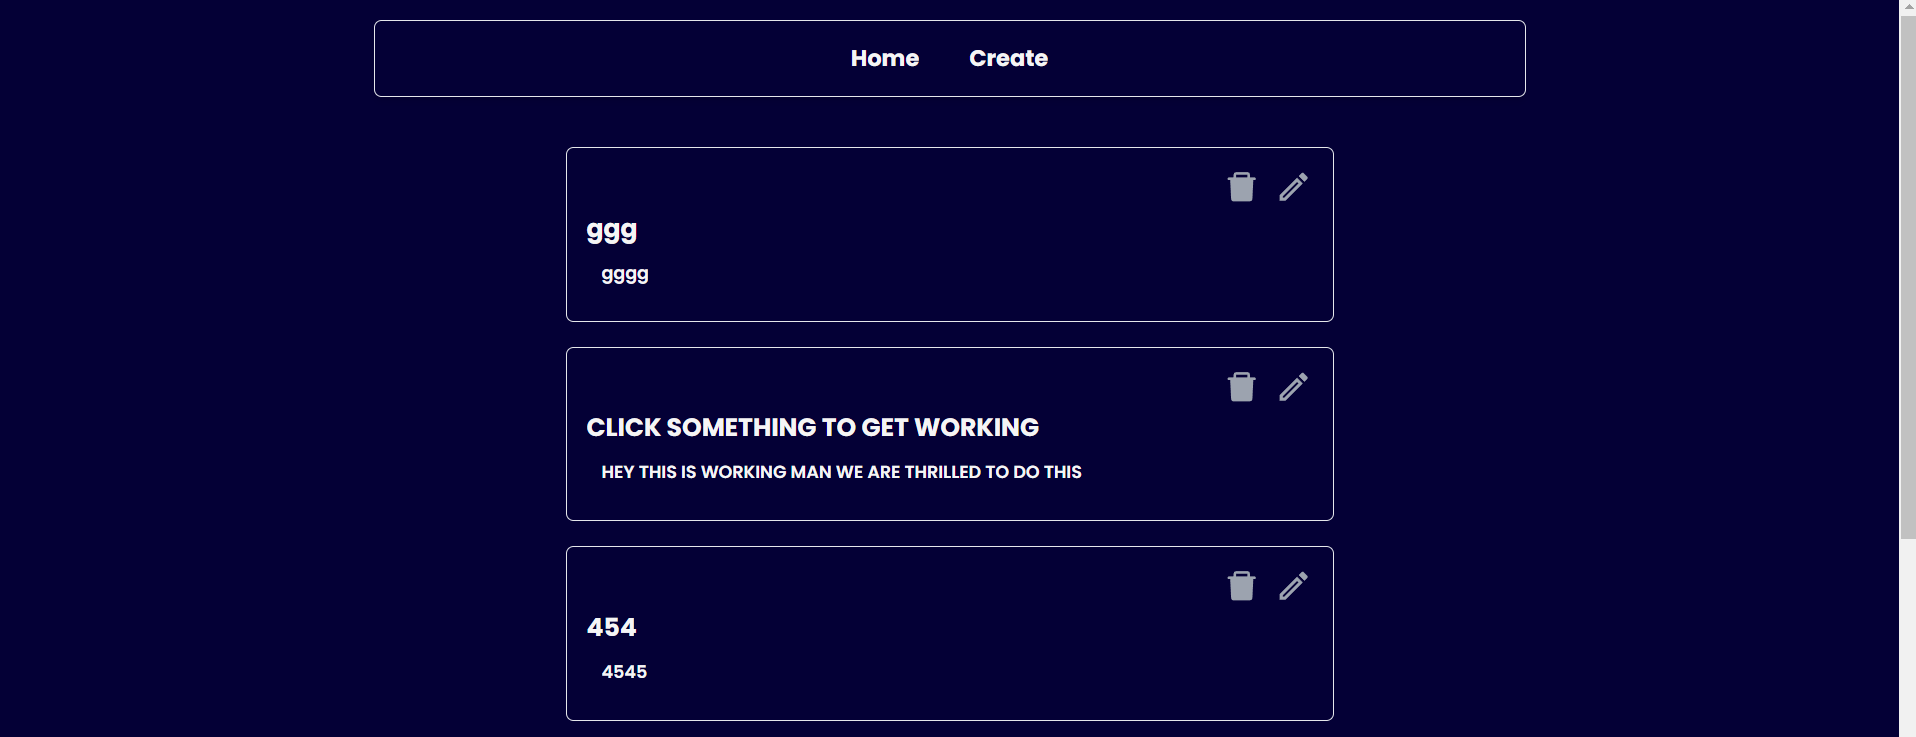 Home Create
ggg
gggg
CLICK SOMETHING TO GET WORKING
HEY THIS IS WORKING MAN WE ARE THRILLED TO DO THIS
454
4545